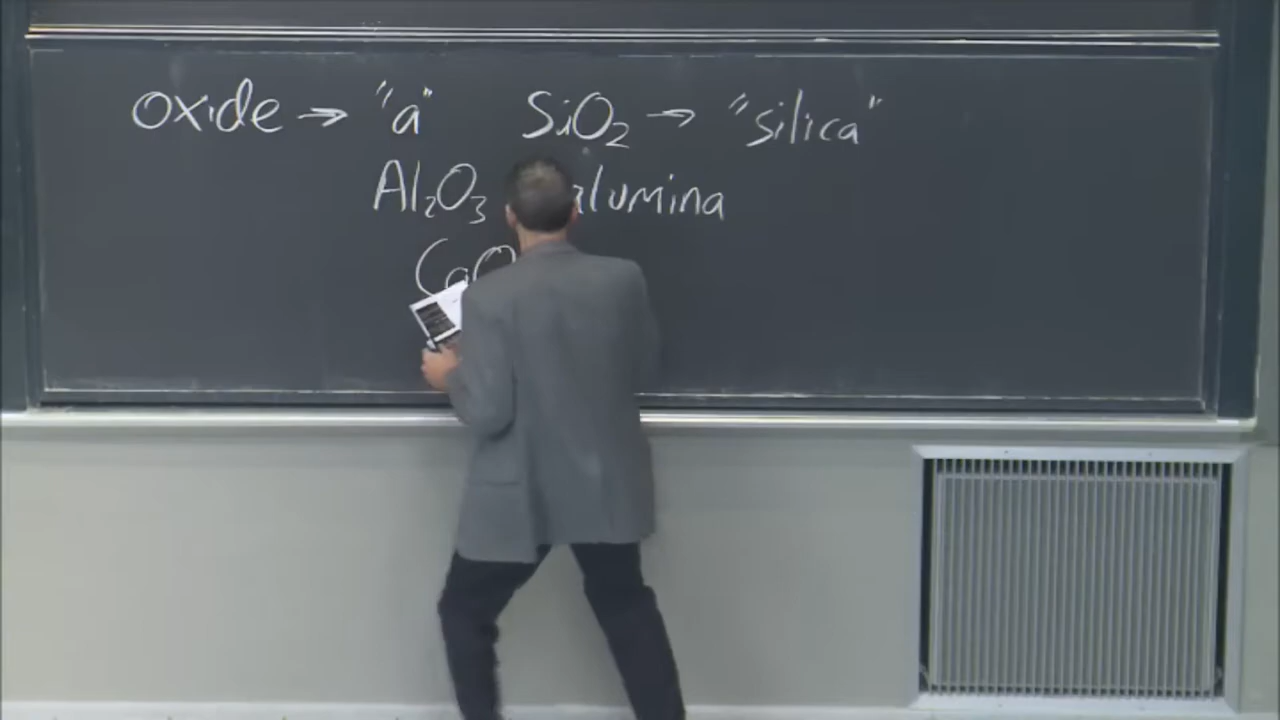 oxide → "a" SiO₂ → "silica"
Al₂O₃ alumina
CaO